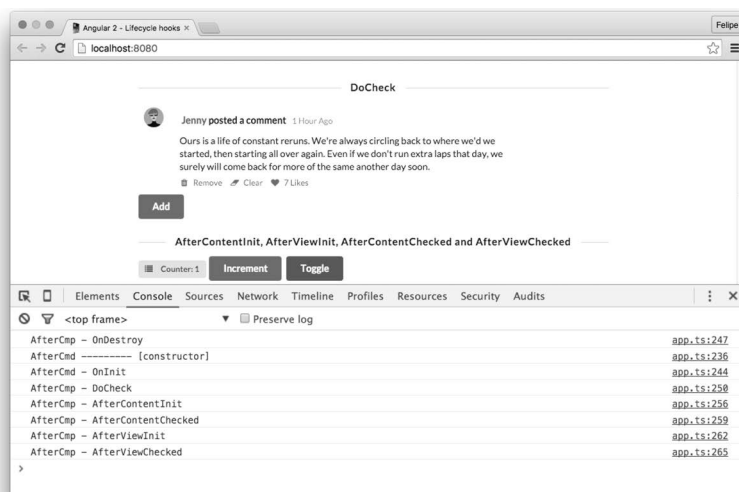 Angular 2 - Lifecycle hooks ×
Felipe
localhost:8080
DoCheck
Jenny posted a comment 1 Hour Ago
Ours is a life of constant reruns. We're always circling back to where we'd we
started, then starting all over again. Even if we don't run extra laps that day, we
surely will come back for more of the same another day soon.
Remove Clear 7 Likes
Add
AfterContentInit, AfterViewInit, AfterContentChecked and AfterViewChecked
Counter: 1 Increment Toggle
Elements Console Sources Network Timeline Profiles Resources Security Audits
<top frame> ▼ Preserve log
AfterCmp – OnDestroy app.ts:247
AfterCmd --------- [constructor] app.ts:236
AfterCmd – OnInit app.ts:244
AfterCmp – DoCheck app.ts:250
AfterCmp – AfterContentInit app.ts:256
AfterCmp – AfterContentChecked app.ts:259
AfterCmp – AfterViewInit app.ts:262
AfterCmp – AfterViewChecked app.ts:265
>